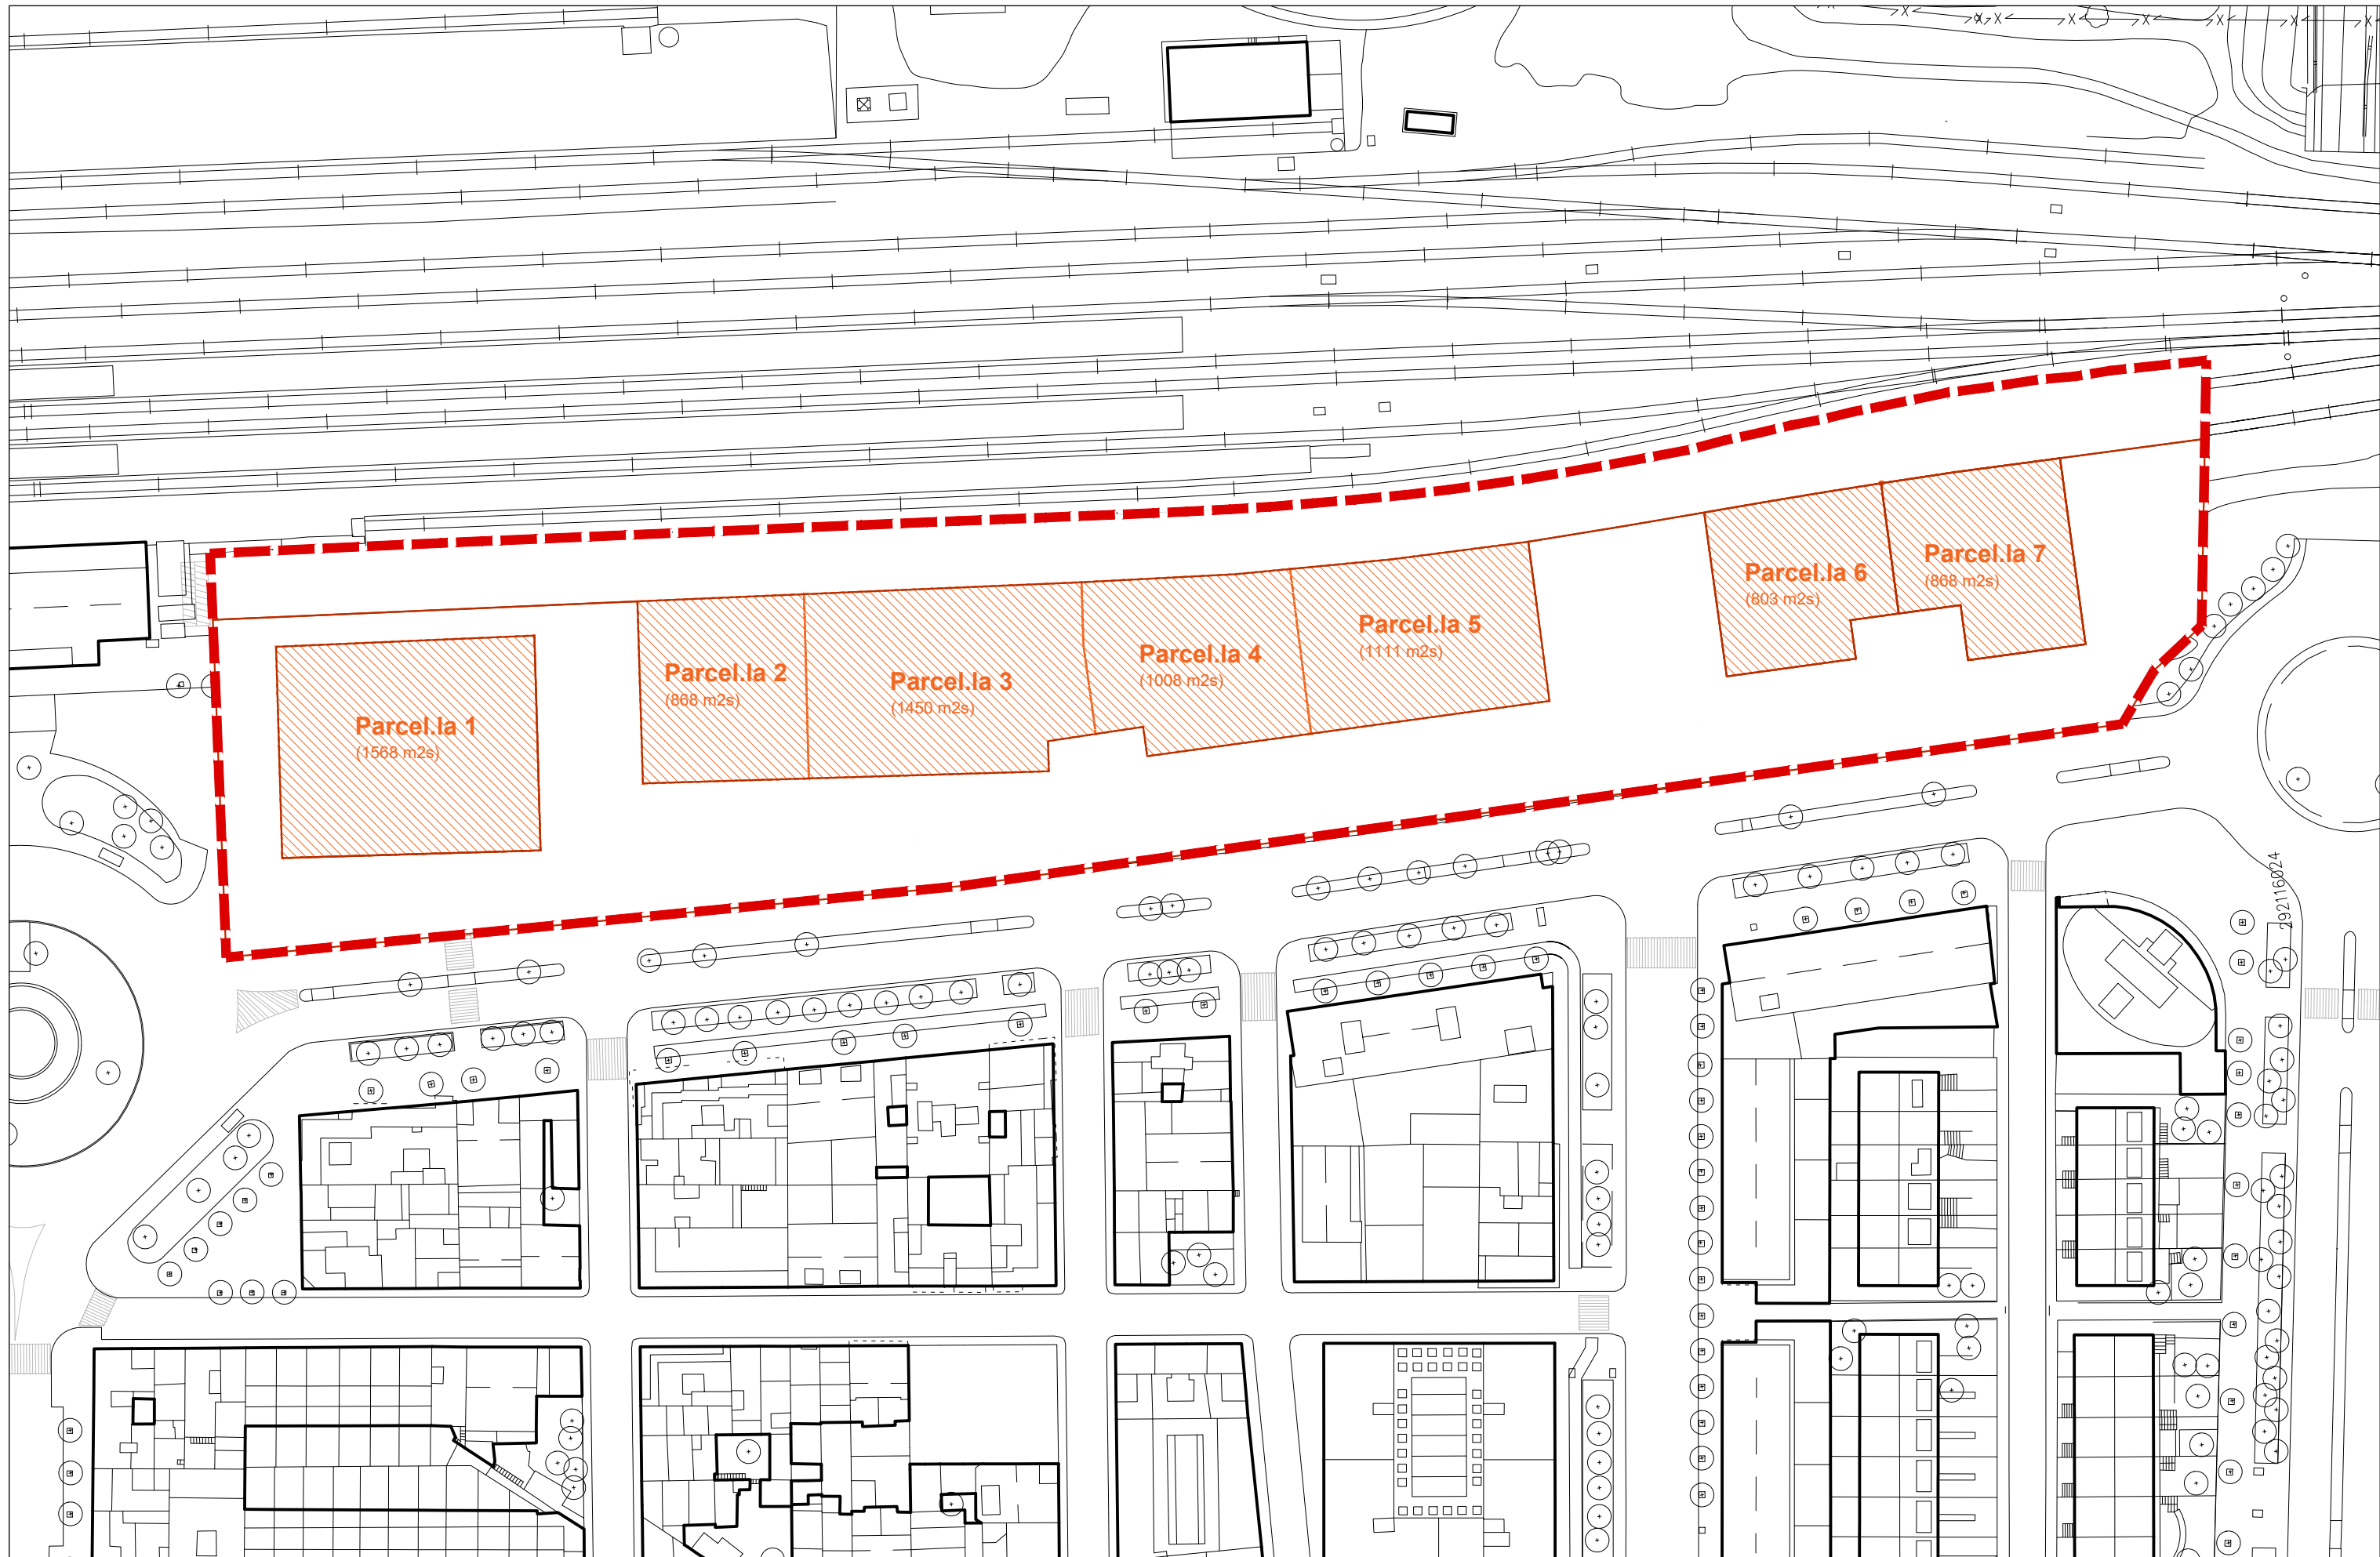 Parcel.la 1
(1568 m2s)
Parcel.la 2
(868 m2s)
Parcel.la 3
(1450 m2s)
Parcel.la 4
(1008 m2s)
Parcel.la 5
(1111 m2s)
Parcel.la 6
(803 m2s)
Parcel.la 7
(868 m2s)
292116024